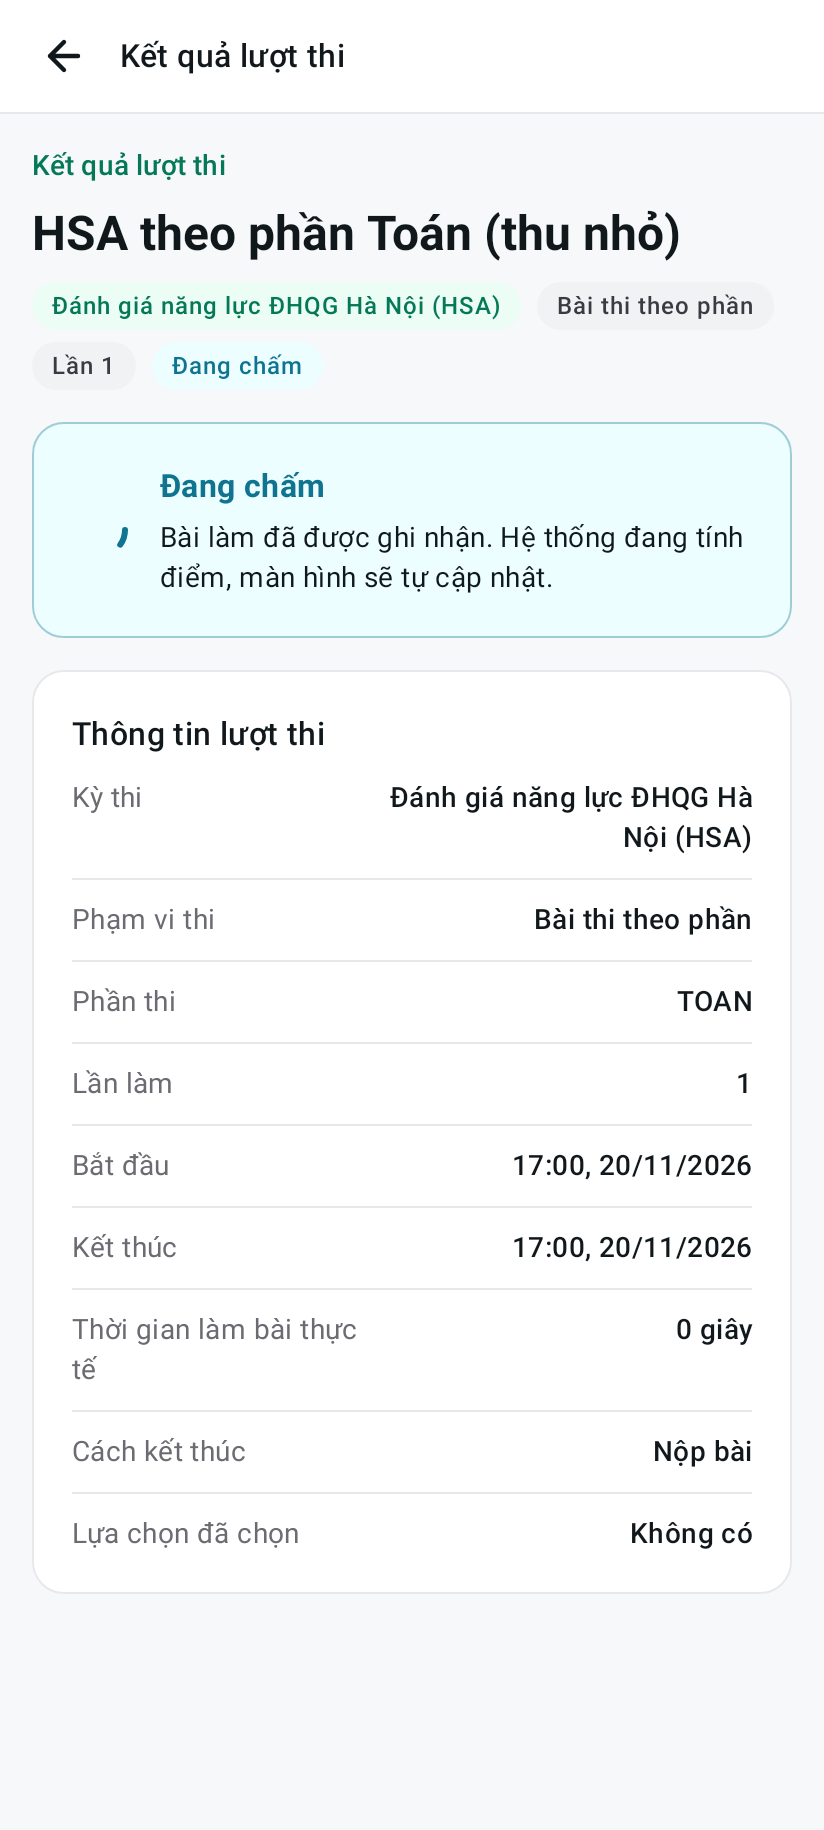 Kết quả lượt thi
Kết quả lượt thi
HSA theo phần Toán (thu nhỏ)
Đánh giá năng lực ĐHQG Hà Nội (HSA)
Bài thi theo phần
Lần 1
Đang chấm
Đang chấm
Bài làm đã được ghi nhận. Hệ thống đang tính
điểm, màn hình sẽ tự cập nhật.
Thông tin lượt thi
Kỳ thi
Đánh giá năng lực ĐHQG Hà
Nội (HSA)
Phạm vi thi
Bài thi theo phần
Phần thi
TOAN
Lần làm
1
Bắt đầu
17:00, 20/11/2026
Kết thúc
17:00, 20/11/2026
Thời gian làm bài thực
tế
0 giây
Cách kết thúc
Nộp bài
Lựa chọn đã chọn
Không có